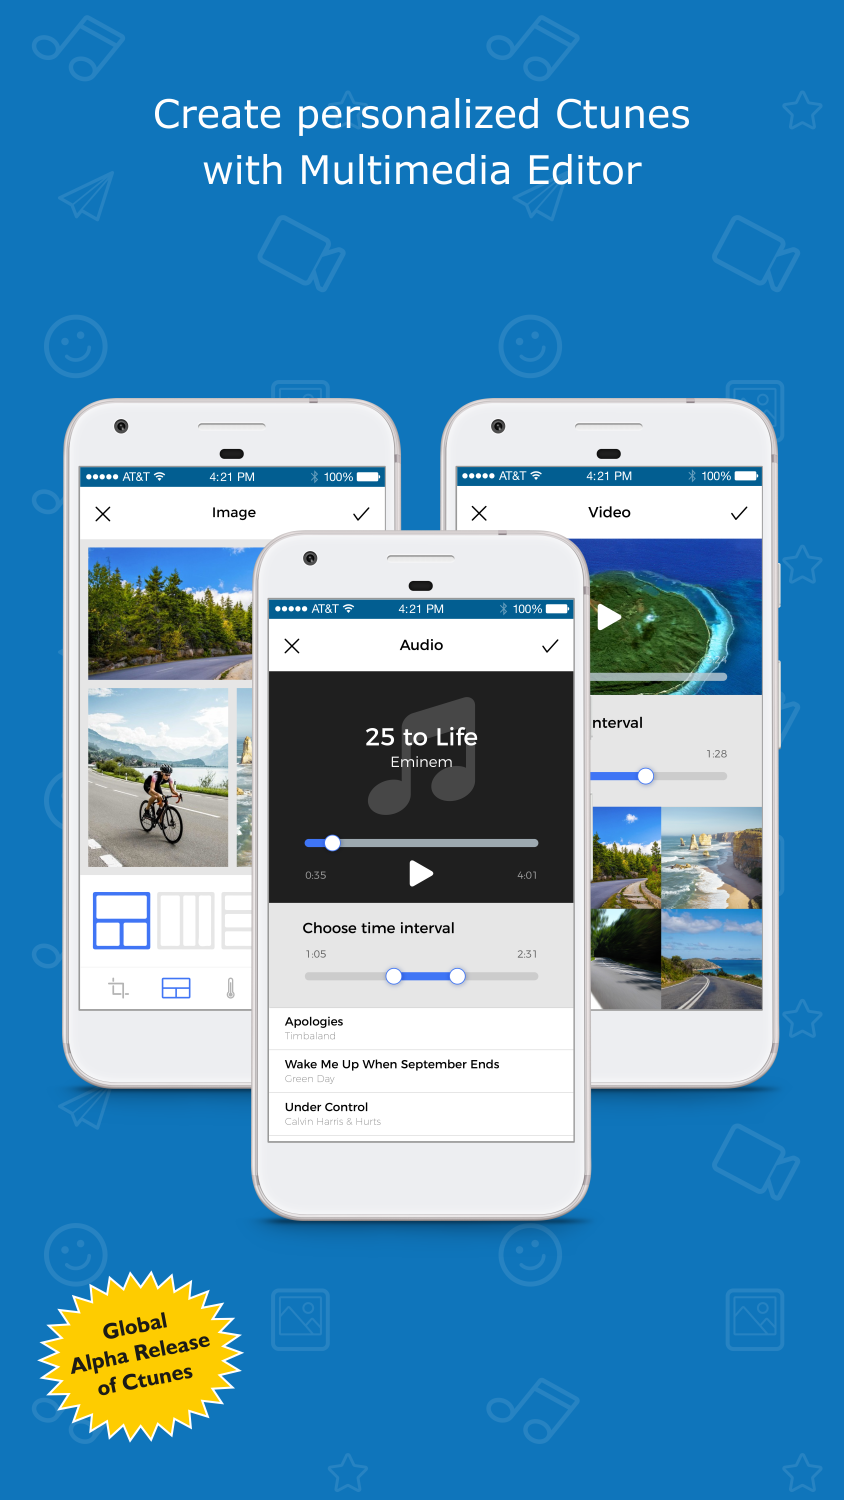 Create personalized Ctunes
with Multimedia Editor
AT&T 4:21 PM 100%
Image
AT&T 4:21 PM 100%
Video
nterval
1:28
AT&T 4:21 PM 100%
Audio
25 to Life
Eminem
0:35 4:01
Choose time interval
1:05 2:31
Apologies
Timbaland
Wake Me Up When September Ends
Green Day
Under Control
Calvin Harris & Hurts
Global
Alpha Release
of Ctunes